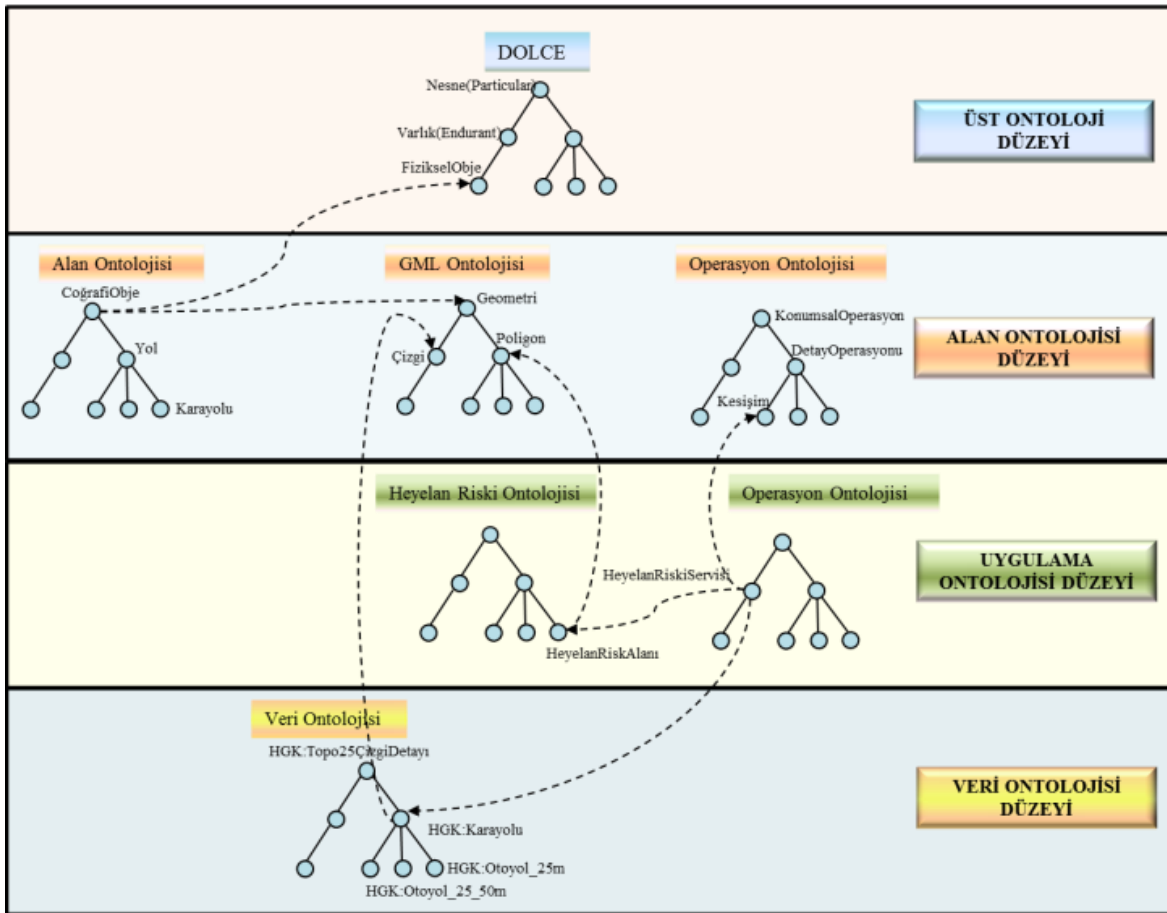 DOLCE
Nesne(Particular)
Varlık(Endurant)
FizikselObje
ÜST ONTOLOJİ
DÜZEYİ
Alan Ontolojisi
GML Ontolojisi
Operasyon Ontolojisi
CoğrafiObje
Geometri
KonumsalOperasyon
Yol
Çizgi
Poligon
DetayOperasyonu
Karayolu
Kesişim
ALAN ONTOLOJİSİ
DÜZEYİ
Heyelan Riski Ontolojisi
Operasyon Ontolojisi
HeyelanRiskiServisi
HeyelanRiskAlanı
UYGULAMA
ONTOLOJİSİ DÜZEYİ
Veri Ontolojisi
HGK:Topo25ÇizgiDetayı
HGK:Karayolu
HGK:Otoyol_25m
HGK:Otoyol_25_50m
VERİ ONTOLOJİSİ
DÜZEYİ